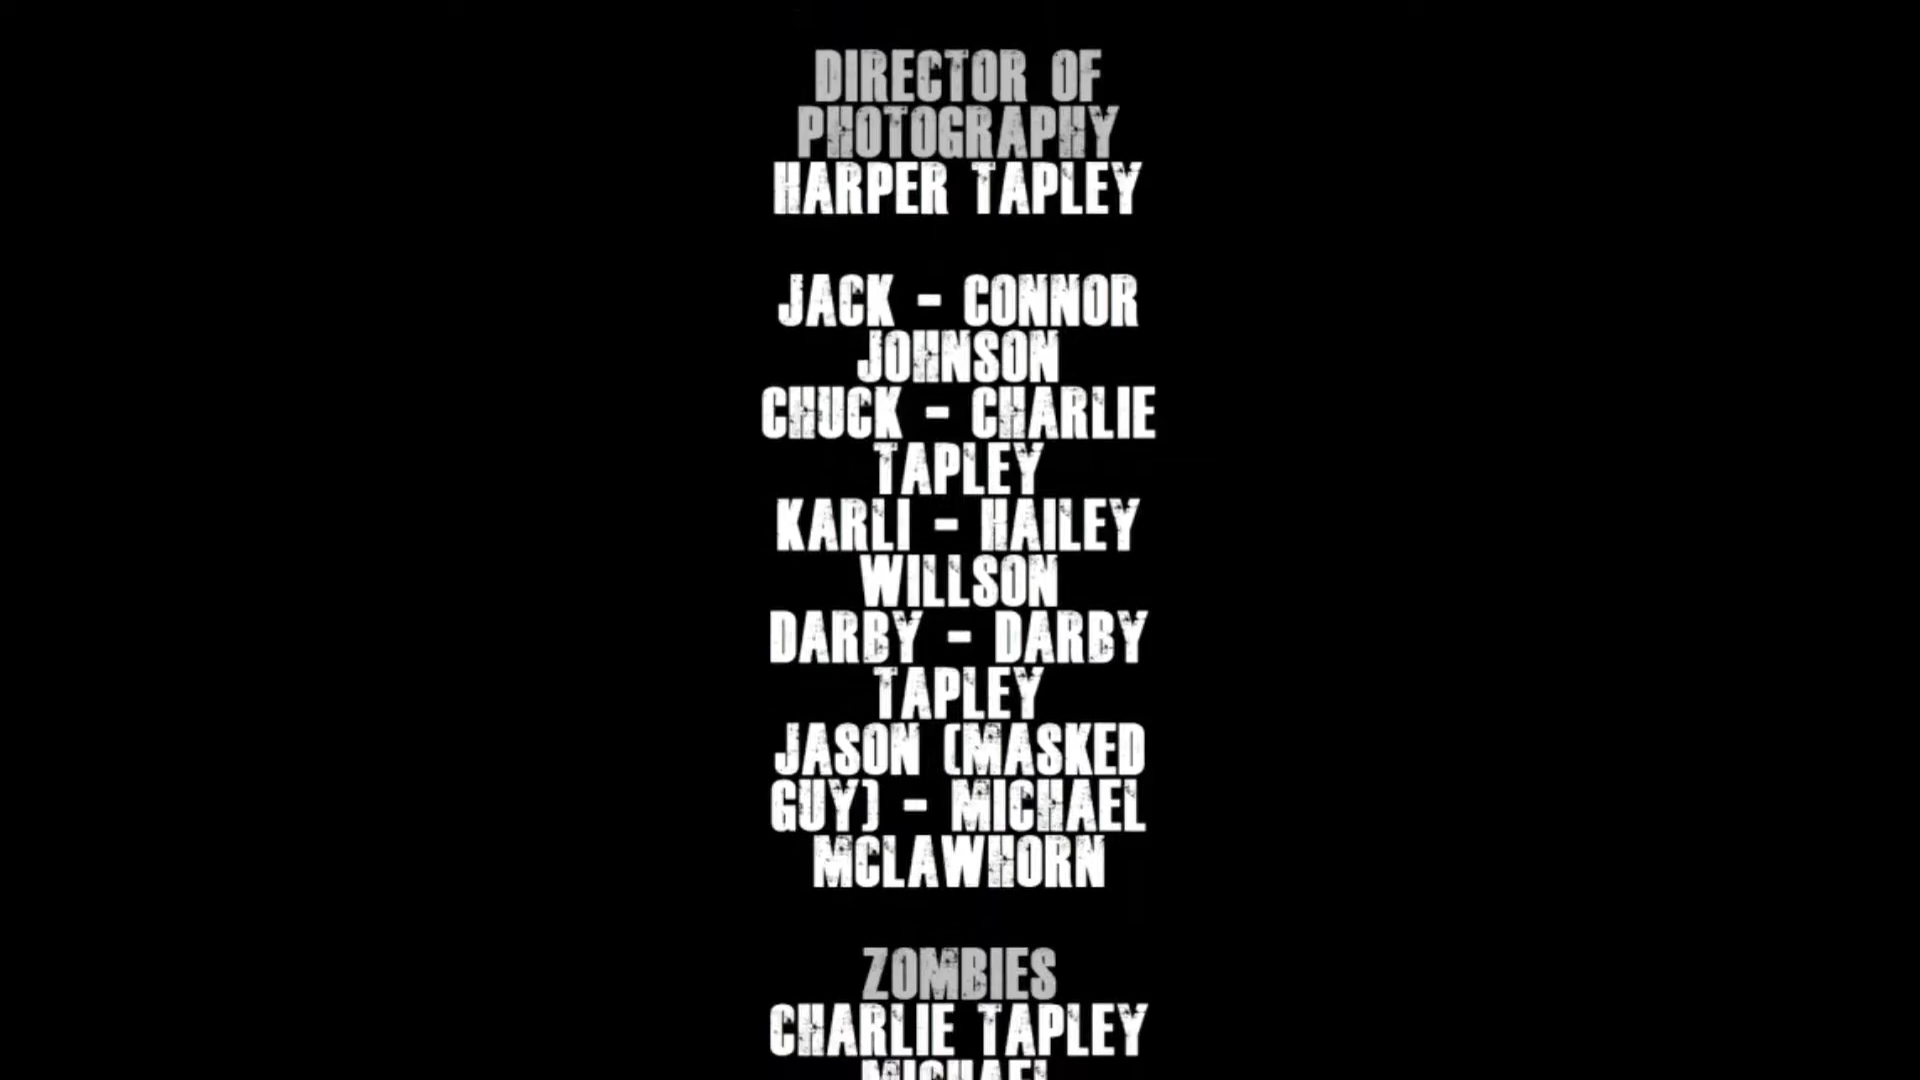 DIRECTOR OF
PHOTOGRAPHY
HARPER TAPLEY
JACK - CONNOR
JOHNSON
CHUCK - CHARLIE
TAPLEY
KARLI - HAILEY
WILLSON
DARBY - DARBY
TAPLEY
JASON (MASKED
GUY) - MICHAEL
MCLAWHORN
ZOMBIES
CHARLIE TAPLEY
MICHAEL